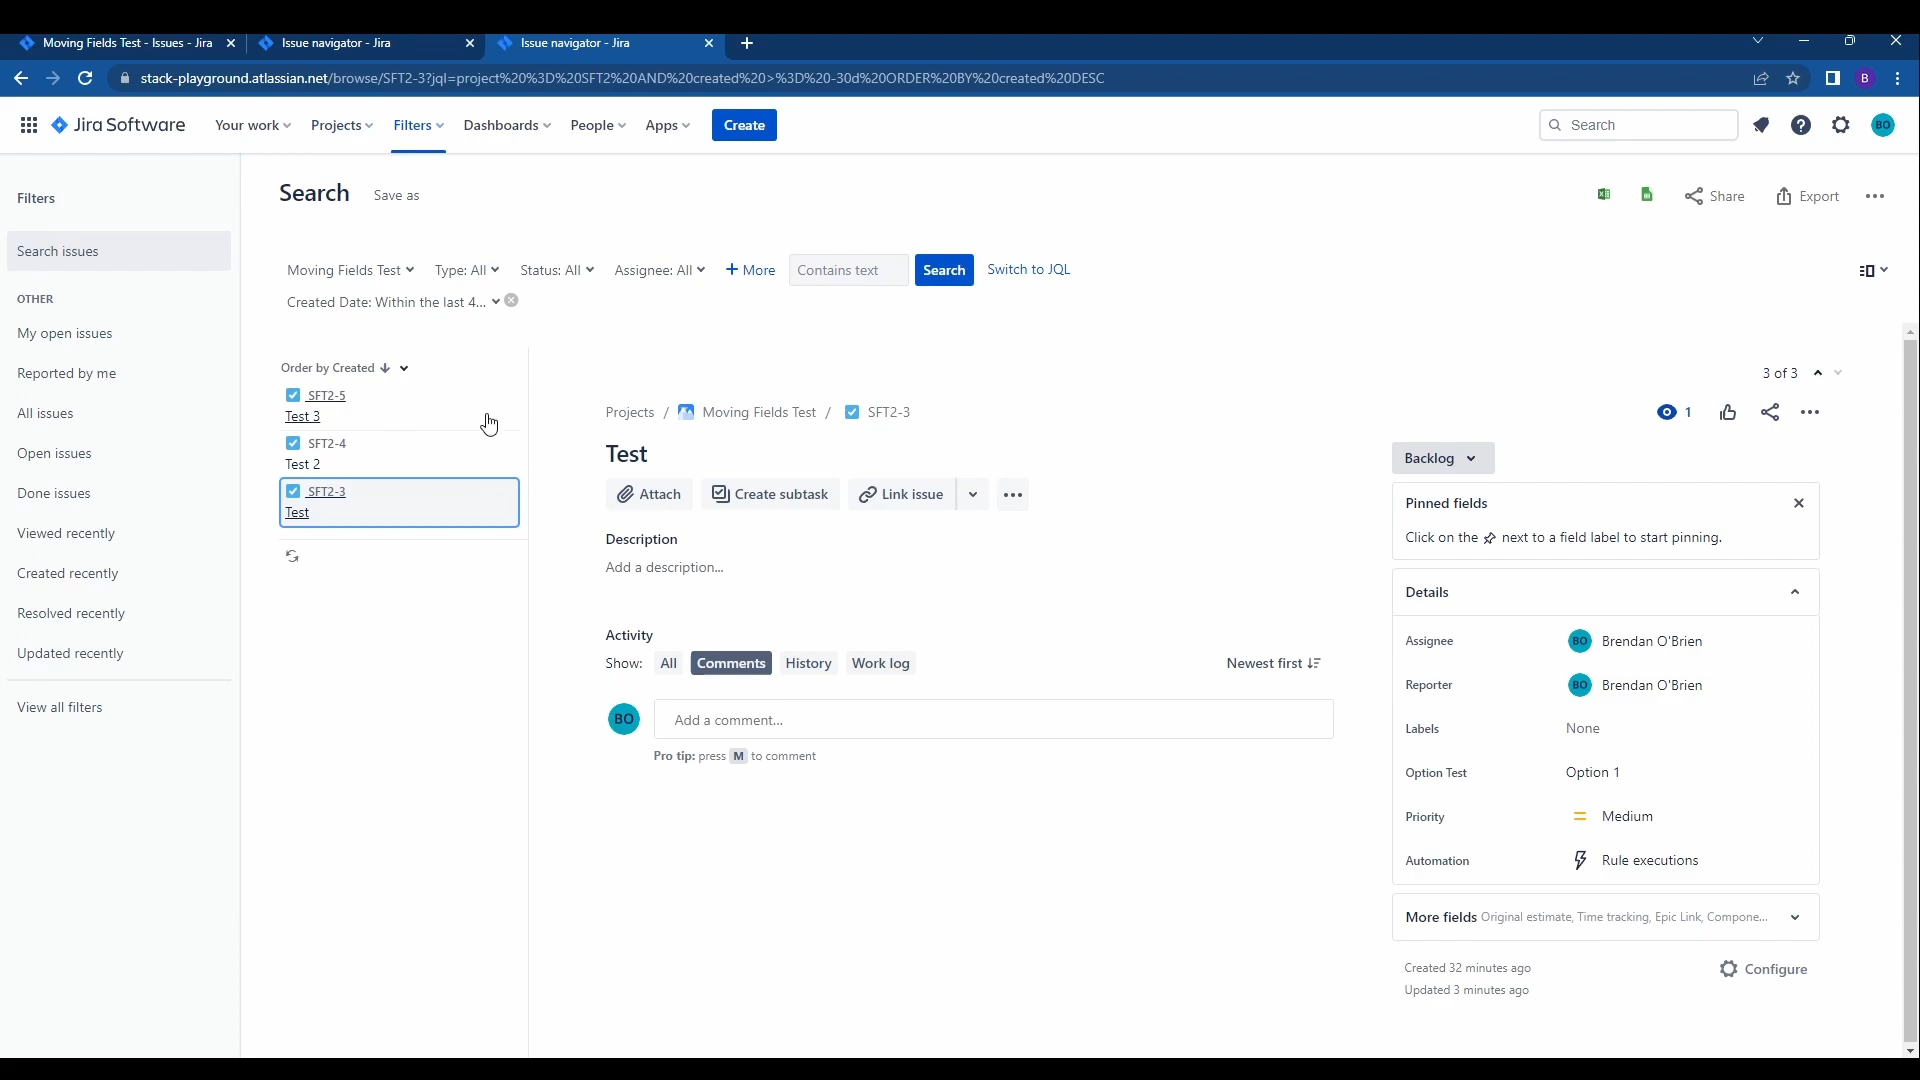 Moving Fields Test - Issues - Jira
Issue navigator - Jira
Issue navigator - Jira
stack-playground.atlassian.net/browse/SFT2-3?jql=project%20%3D%20SFT2%20AND%20created%20>%3D%20-30d%20ORDER%20BY%20created%20DESC
B
Jira Software
Your work
Projects
Filters
Dashboards
People
Apps
Create
Search
BO
Filters
Search issues
OTHER
My open issues
Reported by me
All issues
Open issues
Done issues
Viewed recently
Created recently
Resolved recently
Updated recently
View all filters
Search Save as
Share
Export
Moving Fields Test Type: All Status: All Assignee: All + More Contains text Search Switch to JQL
Created Date: Within the last 4...
Order by Created
SFT2-5
Test 3
SFT2-4
Test 2
SFT2-3
Test
3 of 3
Projects / Moving Fields Test / SFT2-3
1
Test
Attach
Create subtask
Link issue
Description
Add a description...
Activity
Show: All Comments History Work log
Newest first
BO
Add a comment...
Pro tip: press M to comment
Backlog
Pinned fields
Click on the next to a field label to start pinning.
Details
Assignee BO Brendan O'Brien
Reporter BO Brendan O'Brien
Labels None
Option Test Option 1
Priority Medium
Automation Rule executions
More fields Original estimate, Time tracking, Epic Link, Compone...
Created 32 minutes ago
Configure
Updated 3 minutes ago